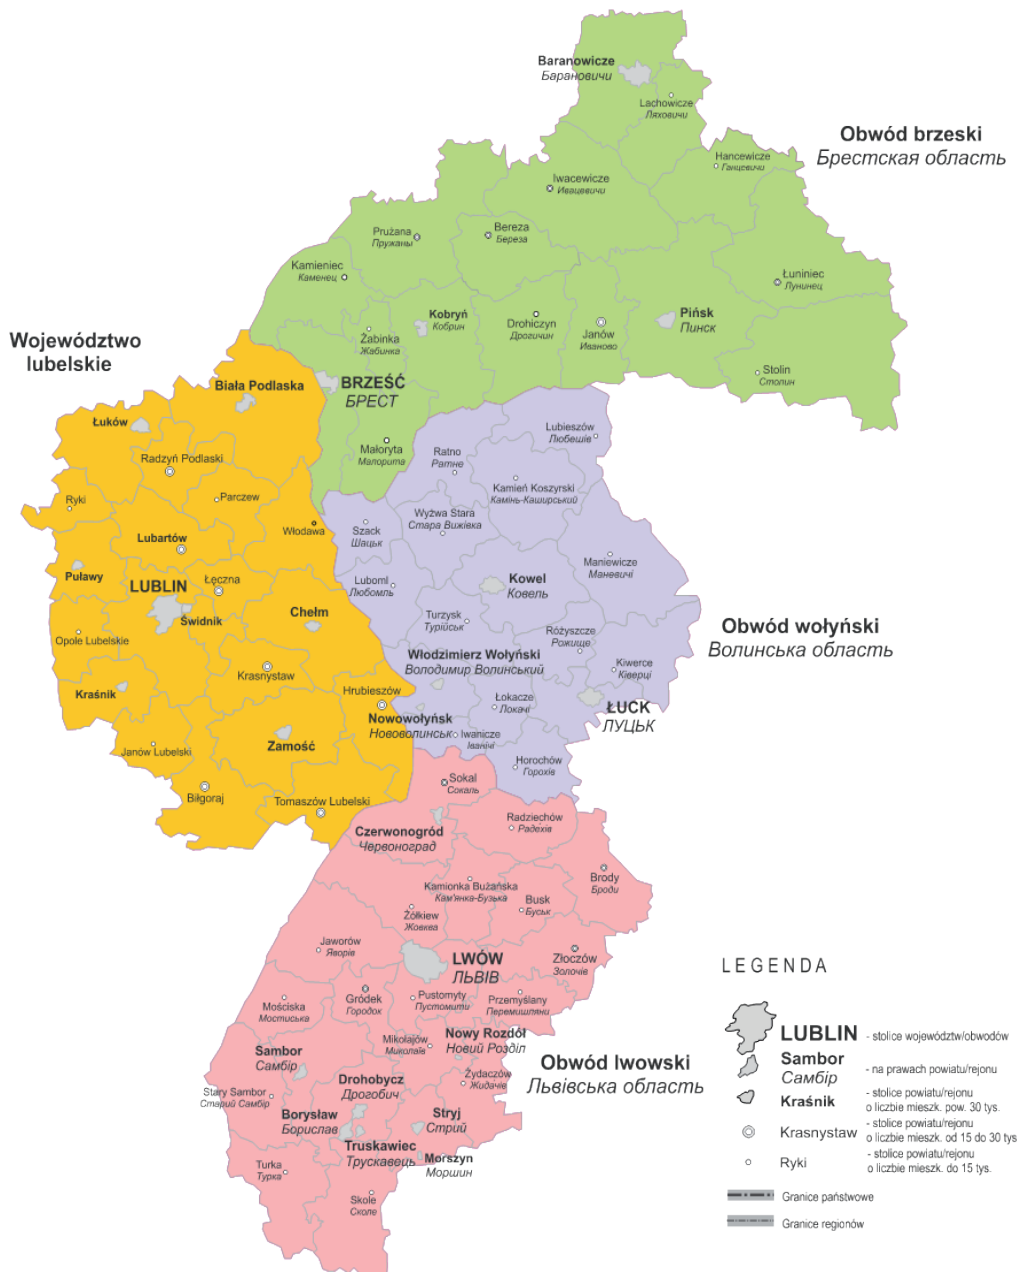 Baranowicze
Барановичи
Lachowicze
Ляховичи
Obwód brzeski
Брестская область
Hancewicze
Ганцевичи
Iwacewicze
Ивацевичи
Prużana
Пружаны
Bereza
Береза
Kamieniec
Каменец
Łuniniec
Лунинец
Kobryń
Кобрин
Drohiczyn
Дрогичин
Janów
Иваново
Pińsk
Пинск
Żabinka
Жабинка
Stolin
Столин
BRZEŚĆ
БРЕСТ
Małoryta
Малорита
Województwo
lubelskie
Biała Podlaska
Łuków
Radzyń Podlaski
Ryki
Parczew
Włodawa
Lubartów
Puławy
LUBLIN
Łęczna
Świdnik
Chełm
Opole Lubelskie
Krasnystaw
Kraśnik
Hrubieszów
Janów Lubelski
Zamość
Biłgoraj
Tomaszów Lubelski
Lubieszów
Любешів
Ratno
Ратне
Kamień Koszyrski
Камінь-Каширський
Wyżwa Stara
Стара Вижівка
Szack
Шацьк
Maniewicze
Маневичі
Luboml
Любомль
Kowel
Ковель
Turzysk
Турійськ
Różyszcze
Рожище
Obwód wołyński
Волинська область
Włodzimierz Wołyński
Володимир Волинський
Kiwerce
Ківерці
Łokacze
Локачі
ŁUCK
ЛУЦЬК
Nowowołyńsk
Нововолинськ
Iwanicze
Іваничі
Horochów
Горохів
Sokal
Сокаль
Czerwonogród
Червоноград
Radziechów
Радехів
Brody
Броди
Kamionka Bużańska
Кам'янка-Бузька
Busk
Буськ
Żółkiew
Жовква
Jaworów
Яворів
LWÓW
ЛЬВІВ
Złoczów
Золочів
Mościska
Мостиська
Gródek
Городок
Pustomyty
Пустомити
Przemyślany
Перемишляни
Mikołajów
Миколаїв
Nowy Rozdół
Новий Розділ
Sambor
Самбір
Żydaczów
Жидачів
Obwód lwowski
Львівська область
Stary Sambor
Старий Самбір
Drohobycz
Дрогобич
Borysław
Борислав
Stryj
Стрий
Truskawiec
Трускавець
Morszyn
Моршин
Turka
Турка
Skole
Сколе
LEGENDA
LUBLIN - stolice województw/obwodów
Sambor
Самбір - na prawach powiatu/rejonu
Kraśnik - stolice powiatu/rejonu
o liczbie mieszk. pow. 30 tys.
Krasnystaw - stolice powiatu/rejonu
o liczbie mieszk. od 15 do 30 tys
Ryki - stolice powiatu/rejonu
o liczbie mieszk. do 15 tys.
Granice państwowe
Granice regionów